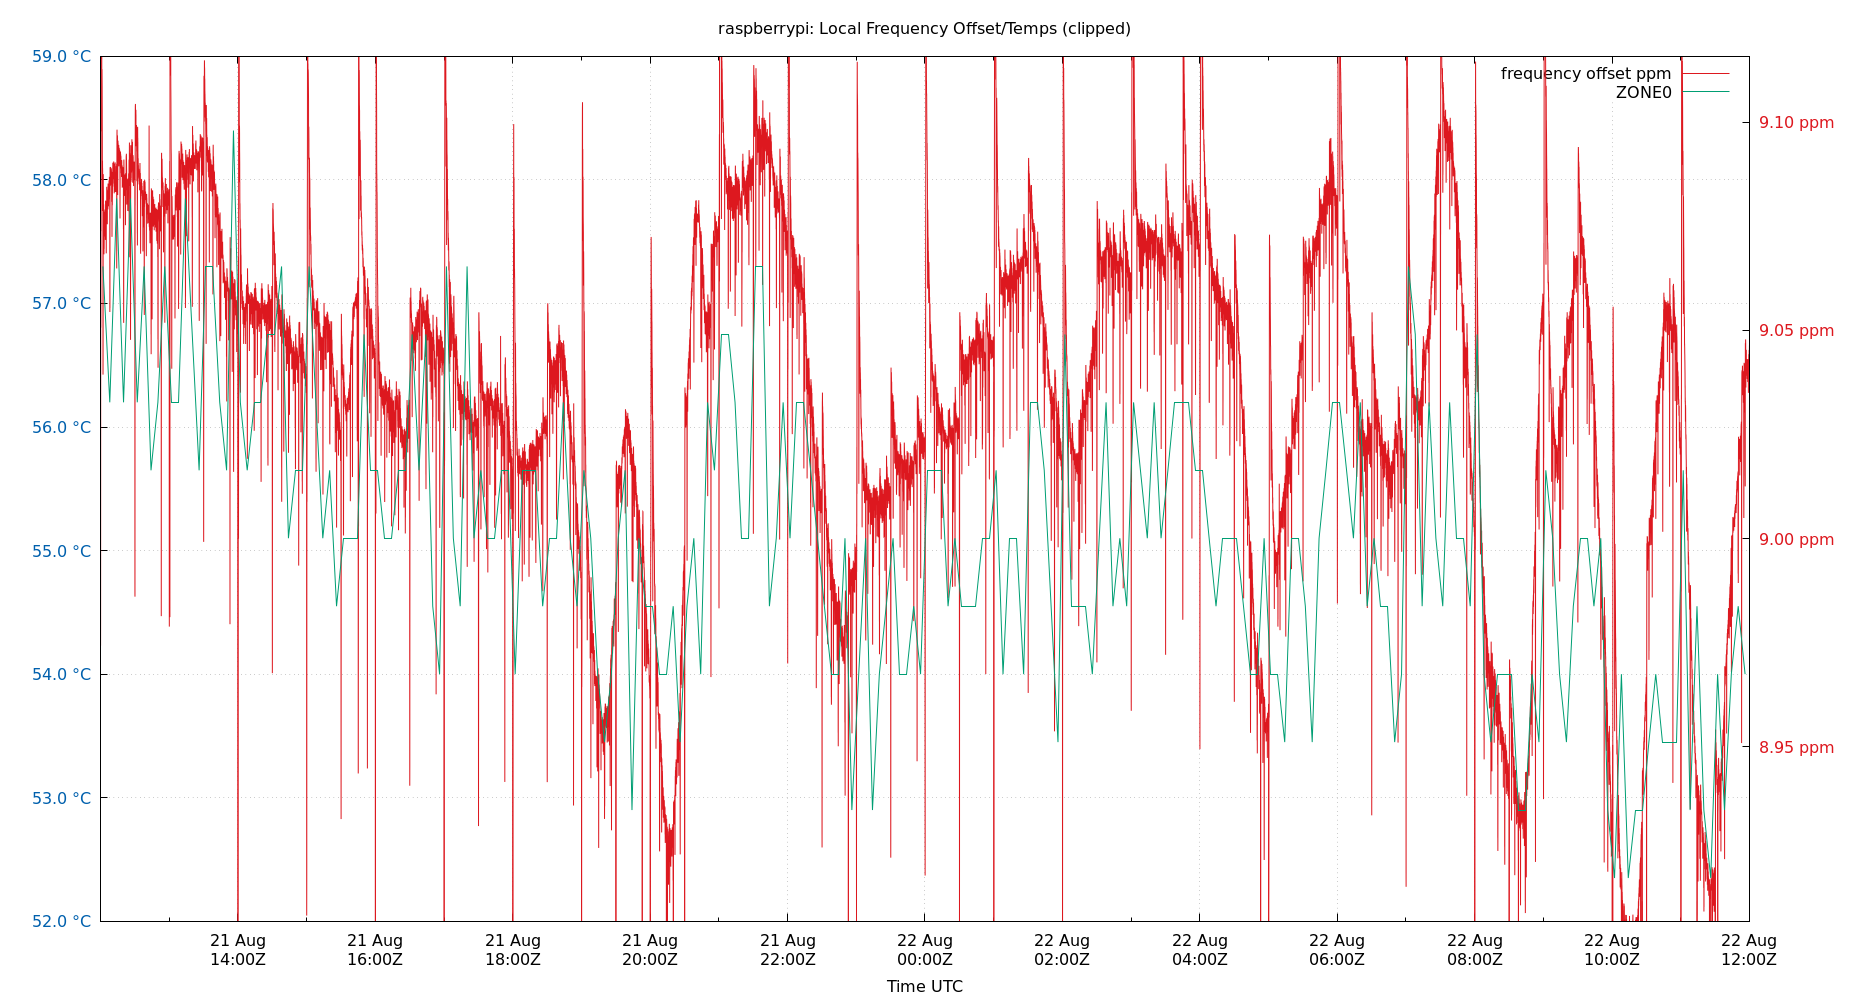 raspberrypi: Local Frequency Offset/Temps (clipped)
frequency offset ppm
ZONE0
59.0 °C
58.0 °C
57.0 °C
56.0 °C
55.0 °C
54.0 °C
53.0 °C
52.0 °C
9.10 ppm
9.05 ppm
9.00 ppm
8.95 ppm
21 Aug 21 Aug 21 Aug 21 Aug 21 Aug 22 Aug 22 Aug 22 Aug 22 Aug 22 Aug 22 Aug 22 Aug
14:00Z 16:00Z 18:00Z 20:00Z 22:00Z 00:00Z 02:00Z 04:00Z 06:00Z 08:00Z 10:00Z 12:00Z
Time UTC